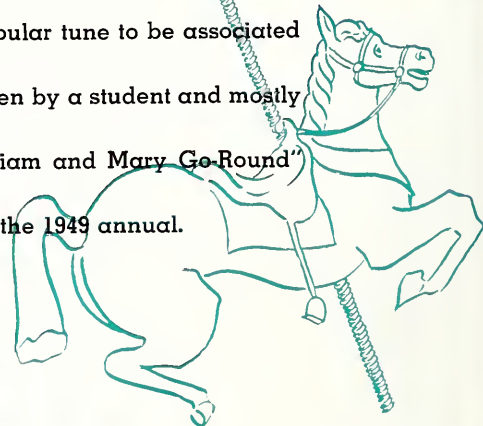 pular tune to be associated
en by a student and mostly
iam and Mary Go-Round"
the 1949 annual.